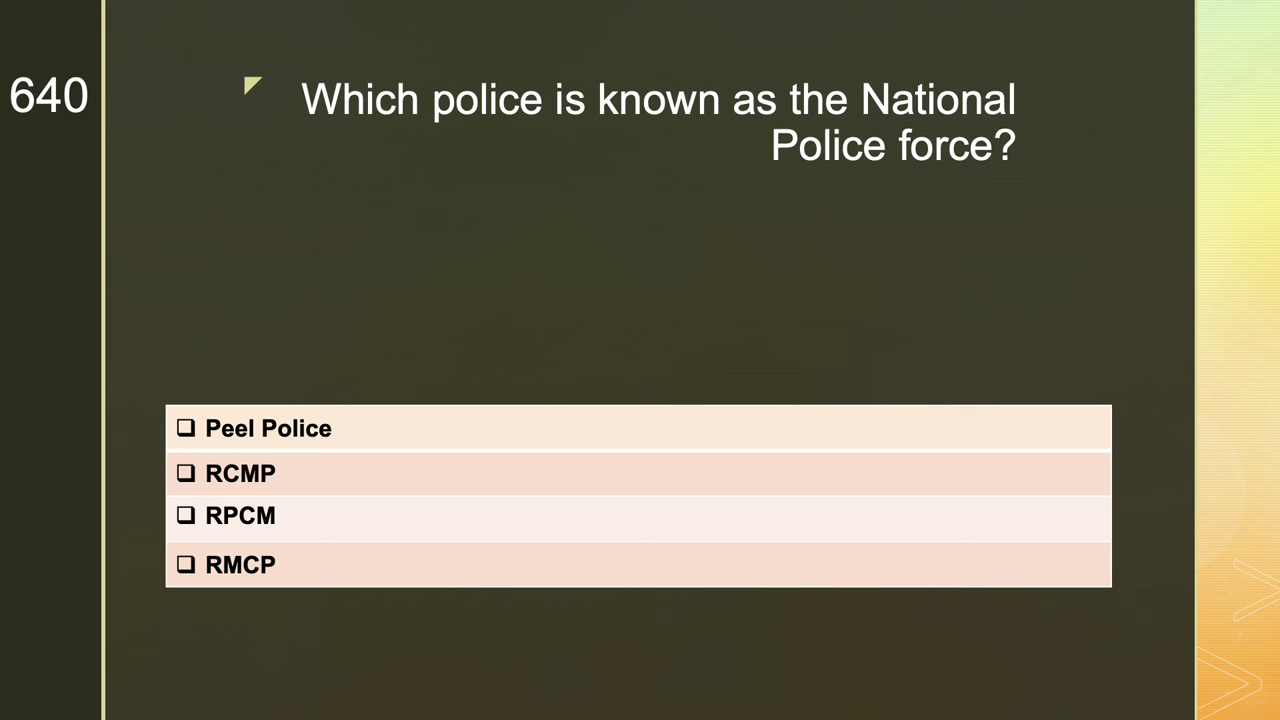 640
Which police is known as the National
Police force?
❑ Peel Police
❑ RCMP
❑ RPCM
❑ RMCP